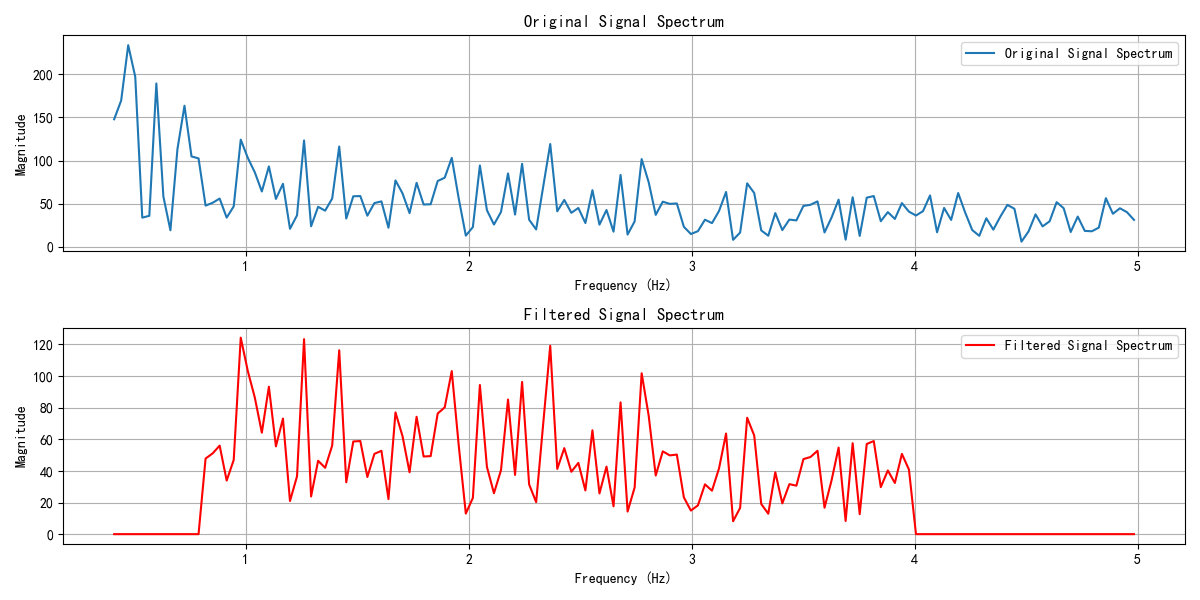 Original Signal Spectrum
Original Signal Spectrum
Magnitude
200
150
100
50
0
1 2 3 4 5
Frequency (Hz)
Filtered Signal Spectrum
Filtered Signal Spectrum
Magnitude
120
100
80
60
40
20
0
1 2 3 4 5
Frequency (Hz)